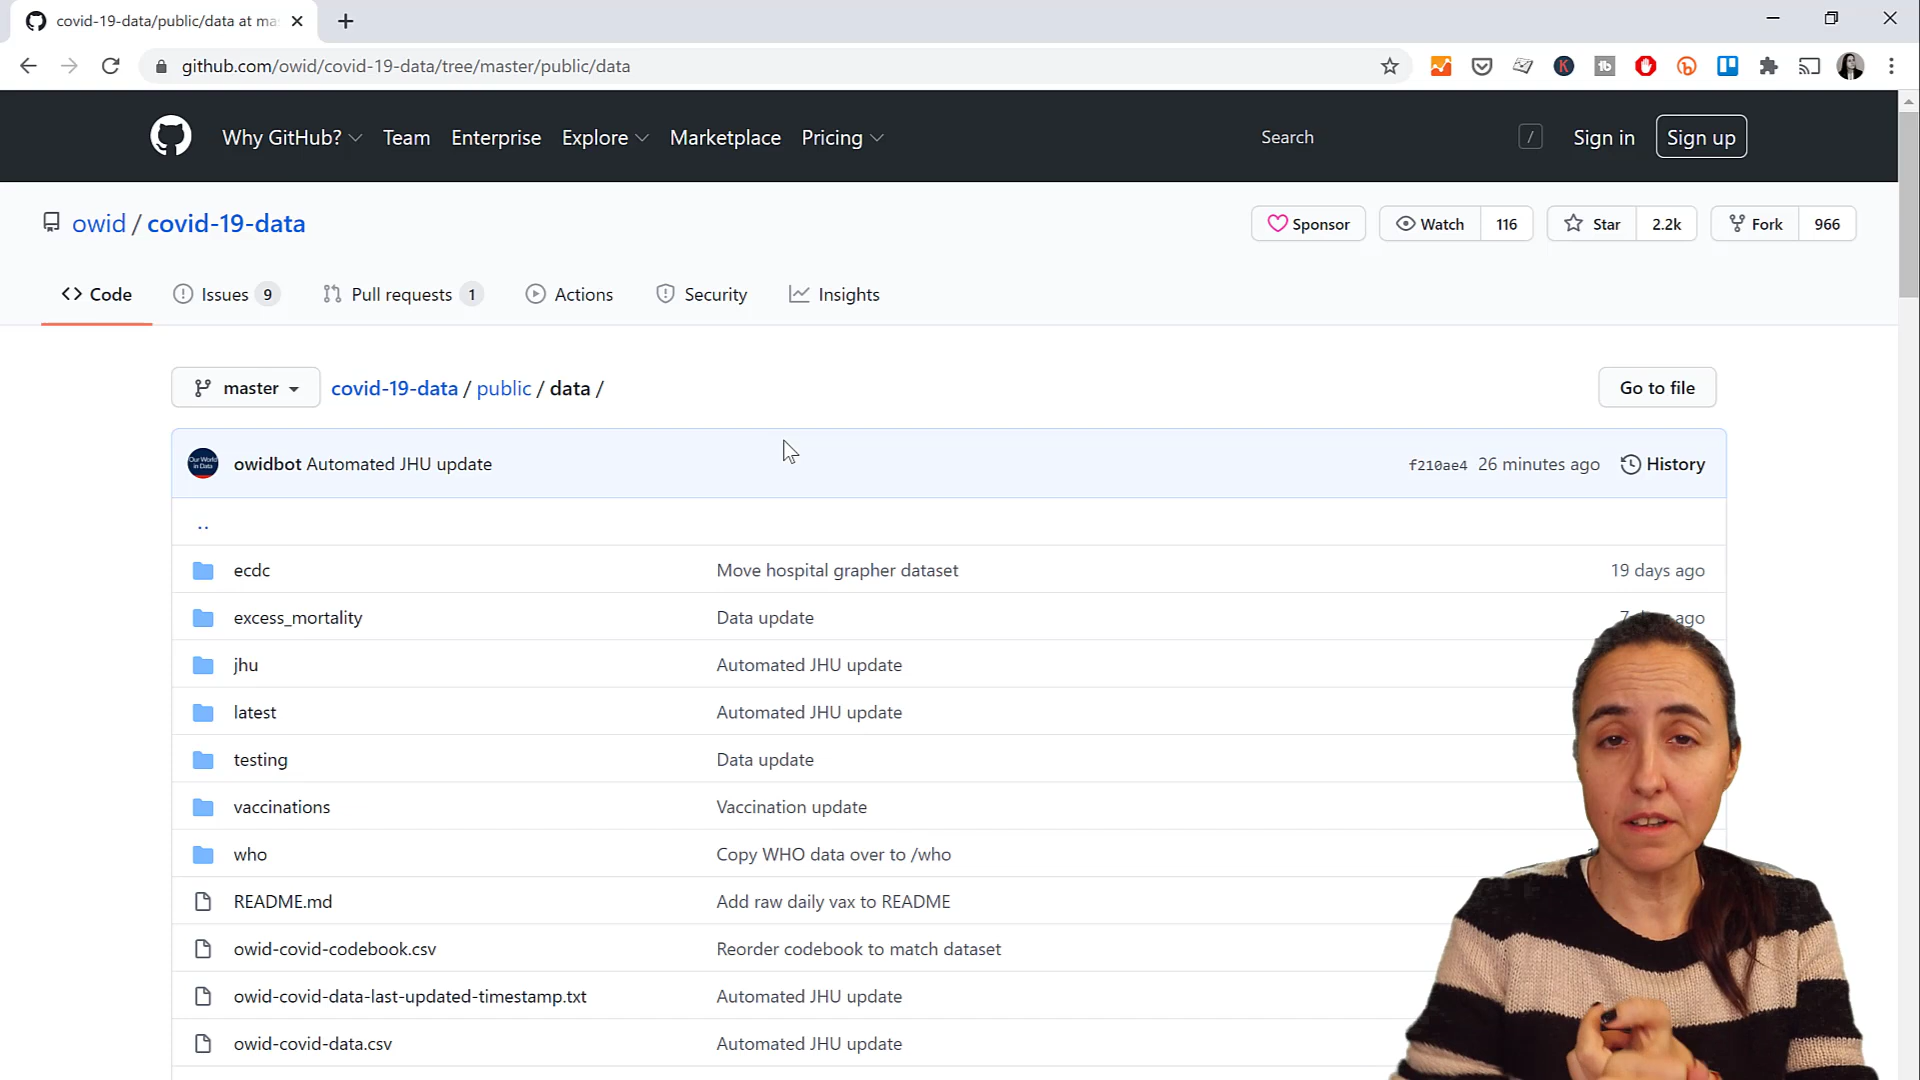 covid-19-data/public/data at ma
github.com/owid/covid-19-data/tree/master/public/data
Why GitHub? Team Enterprise Explore Marketplace Pricing Search / Sign in Sign up
owid / covid-19-data Sponsor Watch 116 Star 2.2k Fork 966
Code Issues 9 Pull requests 1 Actions Security Insights
master covid-19-data / public / data / Go to file
Our World in Data owidbot Automated JHU update f210ae4 26 minutes ago History
..
ecdc Move hospital grapher dataset 19 days ago
excess_mortality Data update 7 ago
jhu Automated JHU update
latest Automated JHU update
testing Data update
vaccinations Vaccination update
who Copy WHO data over to /who
README.md Add raw daily vax to README
owid-covid-codebook.csv Reorder codebook to match dataset
owid-covid-data-last-updated-timestamp.txt Automated JHU update
owid-covid-data.csv Automated JHU update